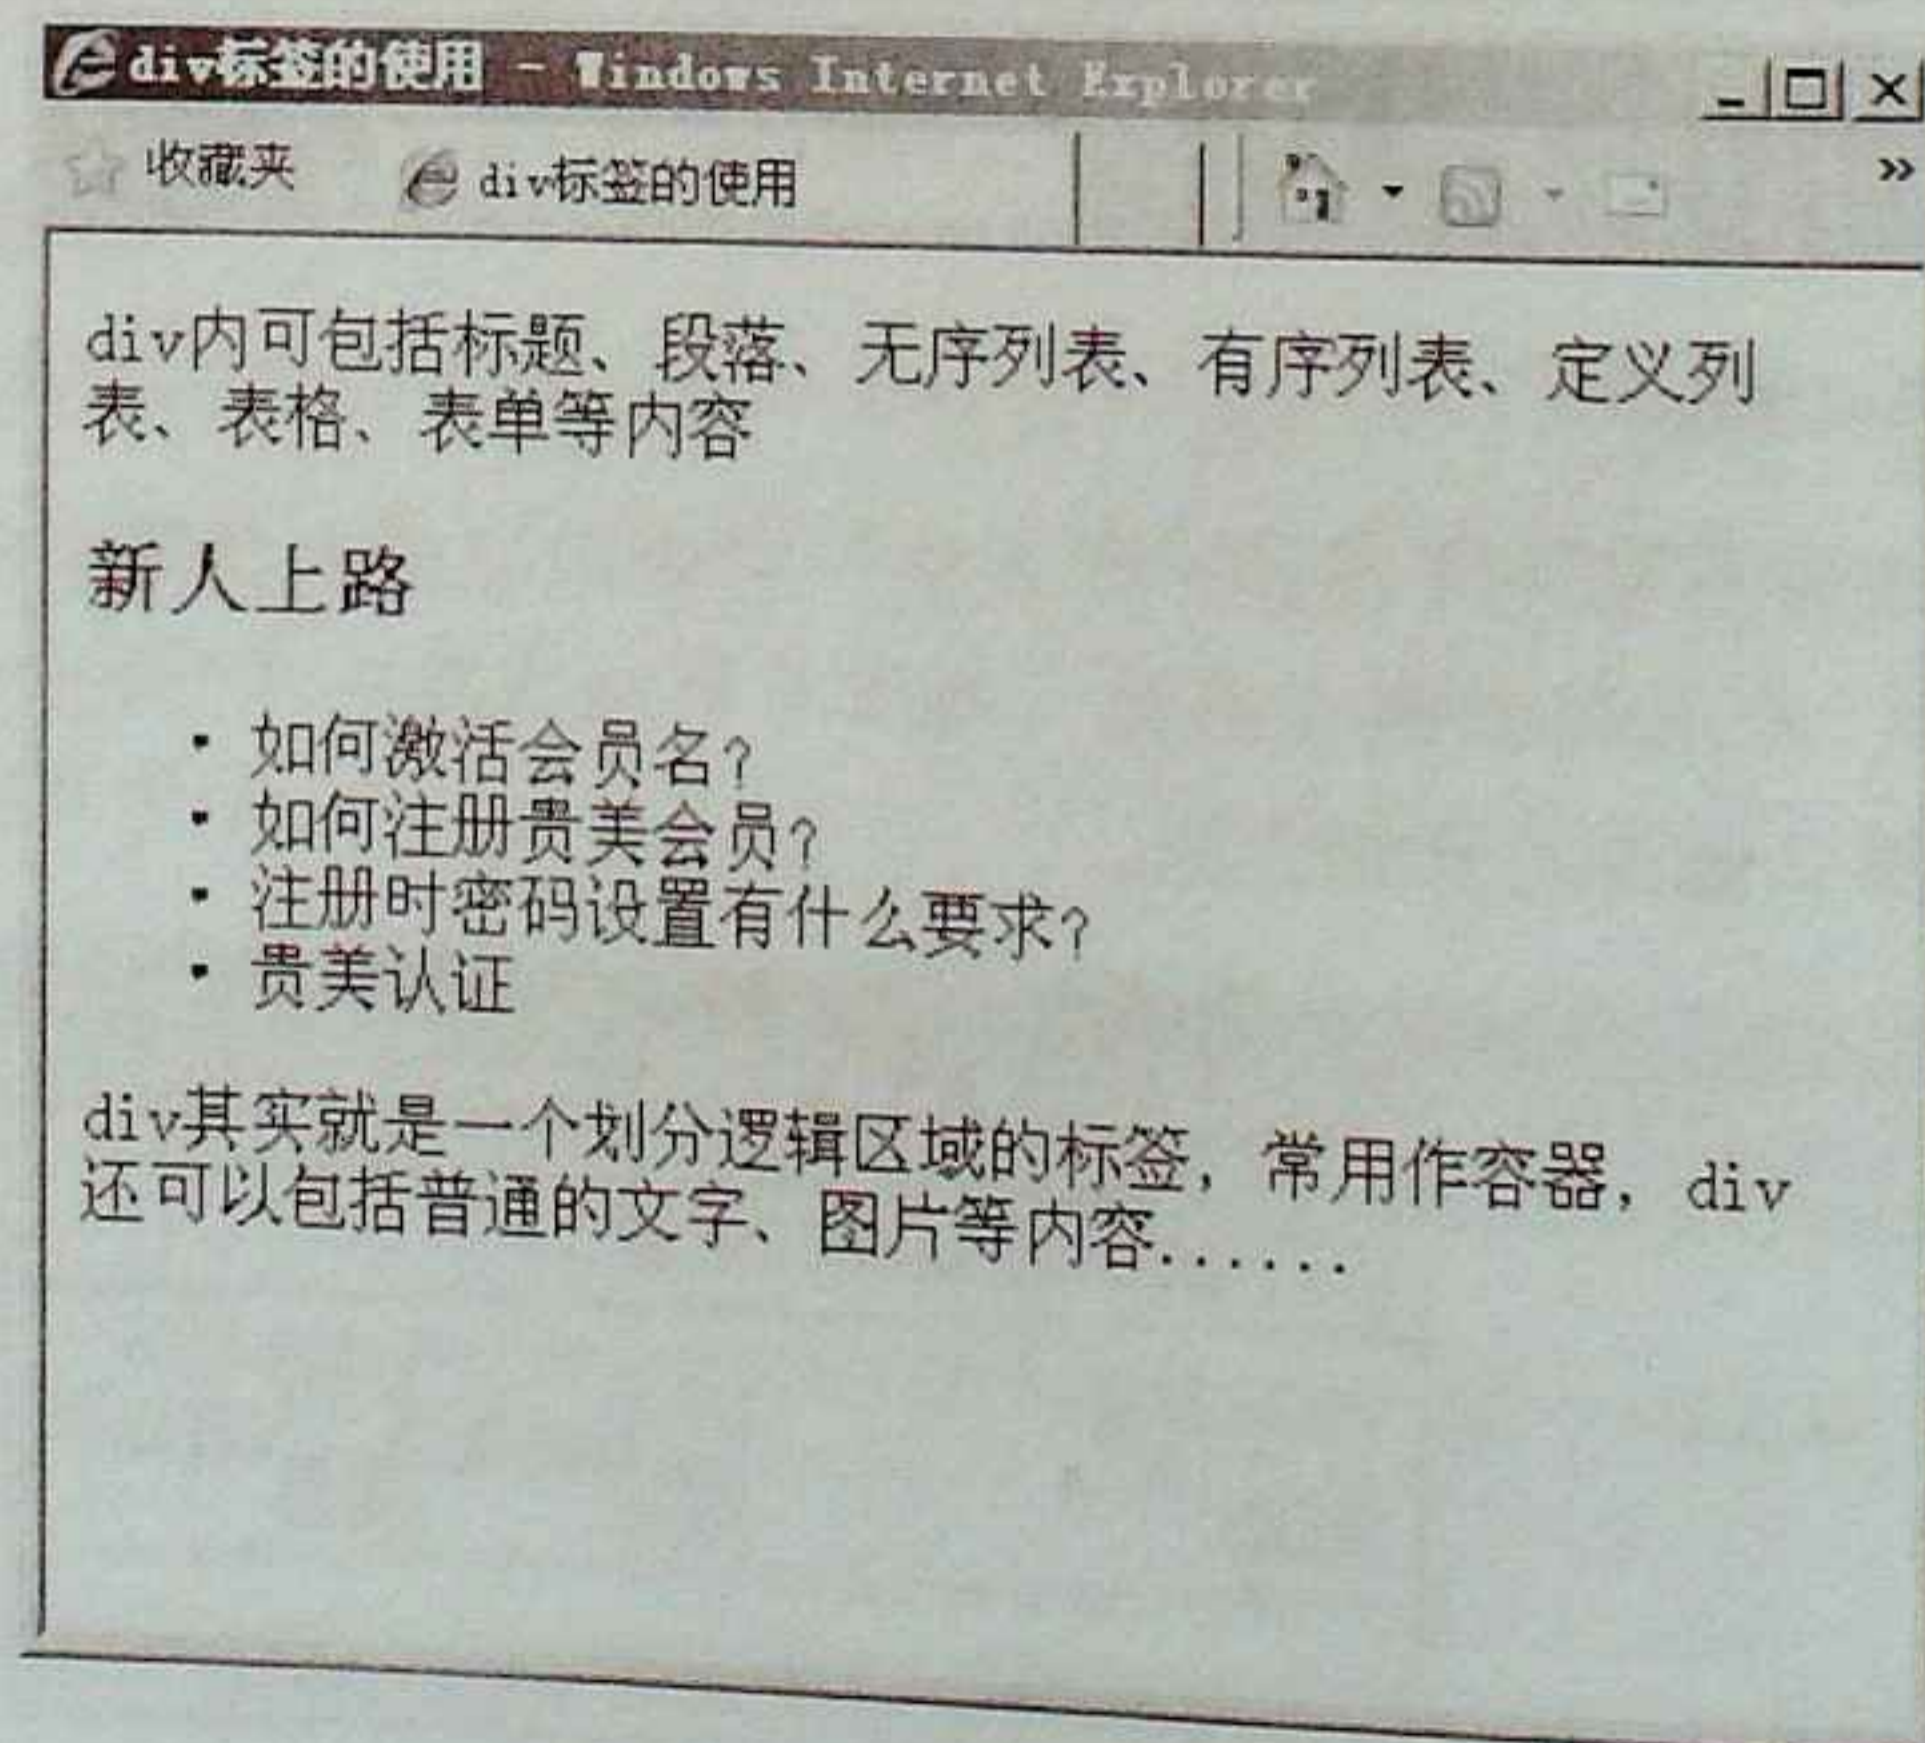 div标签的使用 - Windows Internet Explorer
收藏夹 div标签的使用
div内可包括标题、段落、无序列表、有序列表、定义列
表、表格、表单等内容
新人上路
· 如何激活会员名?
· 如何注册贵美会员?
· 注册时密码设置有什么要求?
· 贵美认证
div其实就是一个划分逻辑区域的标签，常用作容器，div
还可以包括普通的文字、图片等内容......